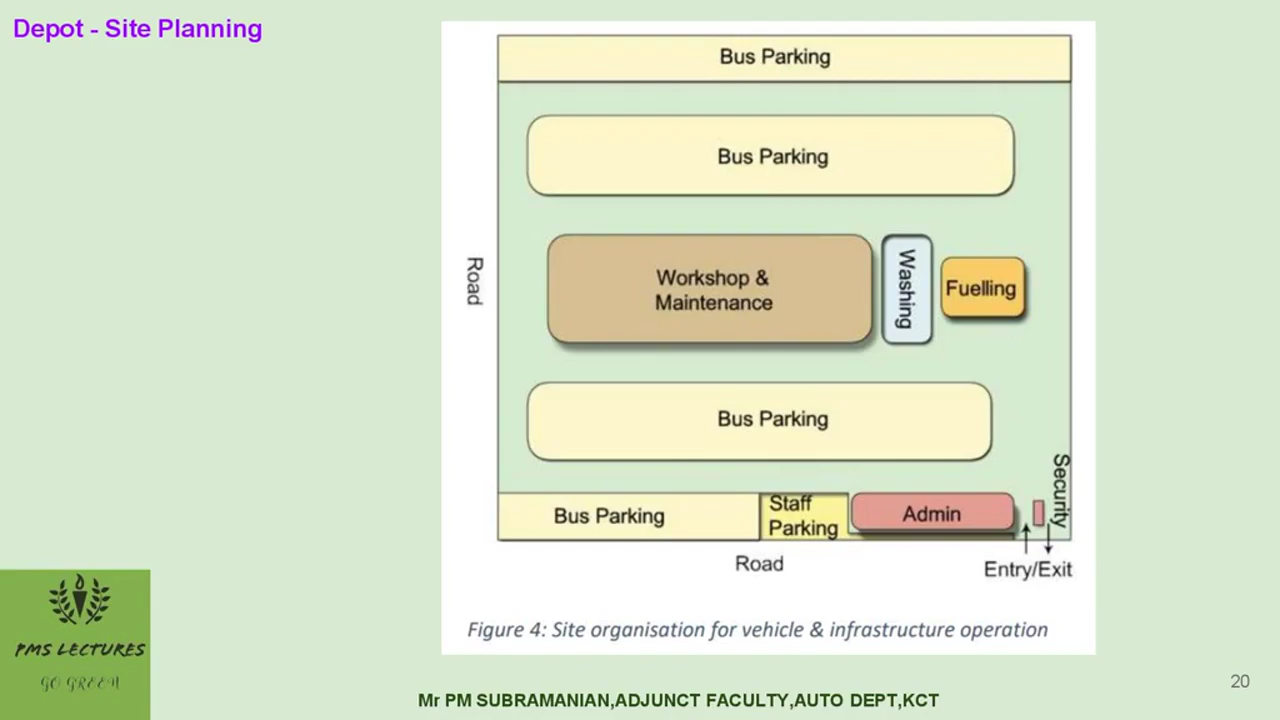 Depot - Site Planning
Bus Parking
Bus Parking
Road
Workshop &
Maintenance
Washing
Fuelling
Bus Parking
Security
Bus Parking
Staff
Parking
Admin
Road
Entry/Exit
Figure 4: Site organisation for vehicle & infrastructure operation
PMS LECTURES
GO GREEN
Mr PM SUBRAMANIAN,ADJUNCT FACULTY,AUTO DEPT,KCT
20